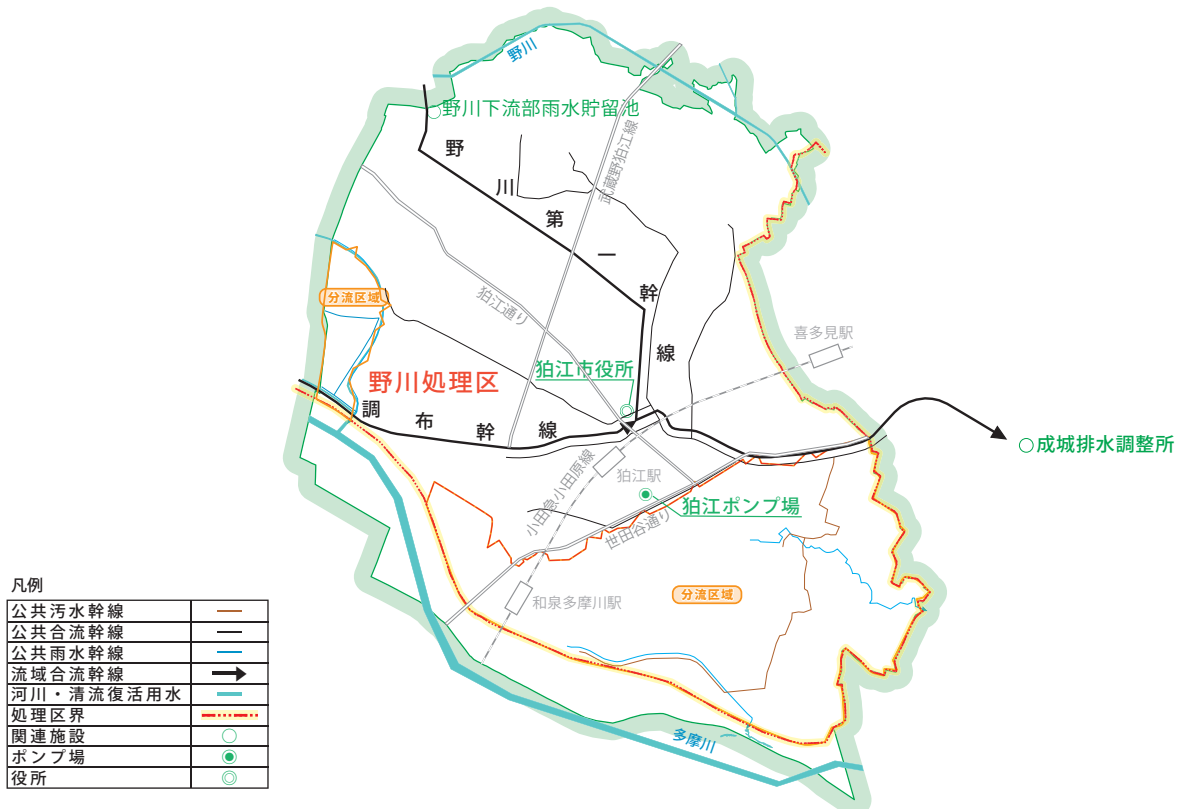 野川
野川下流部雨水貯留池
武蔵野狛江線
野川第一幹線
分流区域
狛江通り
喜多見駅
狛江市役所
野川処理区
調布幹線
成城排水調整所
小田急小田原線
狛江駅
狛江ポンプ場
世田谷通り
和泉多摩川駅
分流区域
多摩川
凡例
公共汚水幹線
公共合流幹線
公共雨水幹線
流域合流幹線
河川・清流復活用水
処理区界
関連施設
ポンプ場
役所